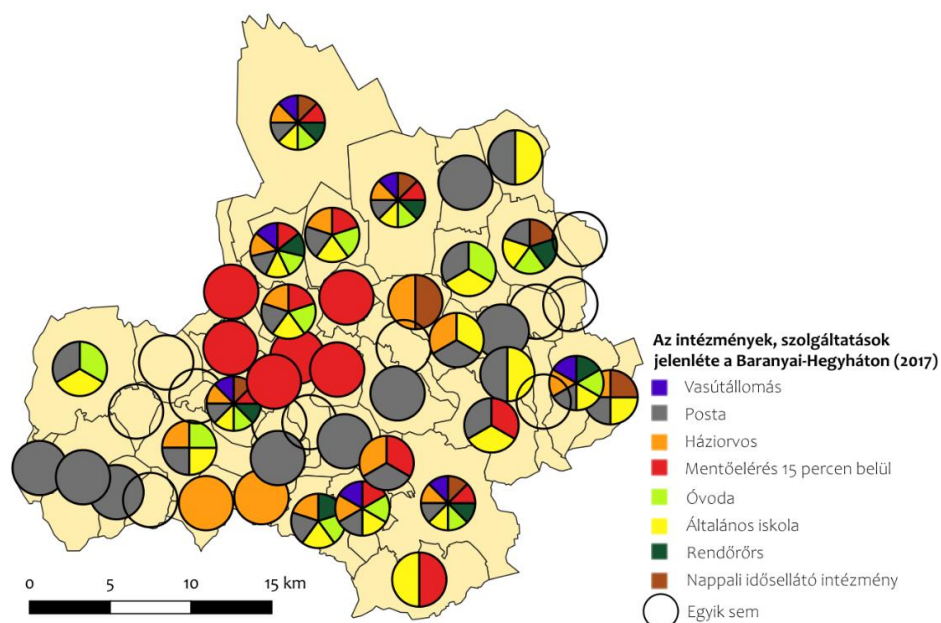 Az intézmények, szolgáltatások
jelenléte a Baranyai-Hegyháton (2017)
Vasútállomás
Posta
Háziorvos
Mentőelérés 15 percen belül
Óvoda
Általános iskola
Rendőrörs
Nappali idősellátó intézmény
Egyik sem
0 5 10 15 km